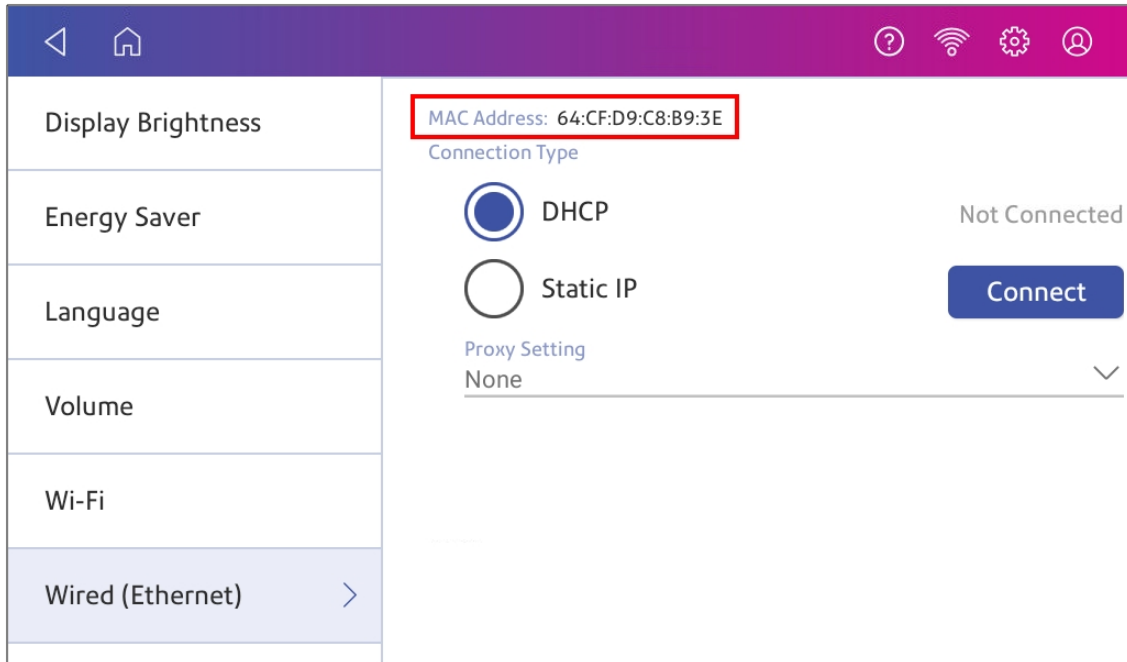 Display Brightness
Energy Saver
Language
Volume
Wi-Fi
Wired (Ethernet)
MAC Address: 64:CF:D9:C8:B9:3E
Connection Type
DHCP
Not Connected
Static IP
Connect
Proxy Setting
None